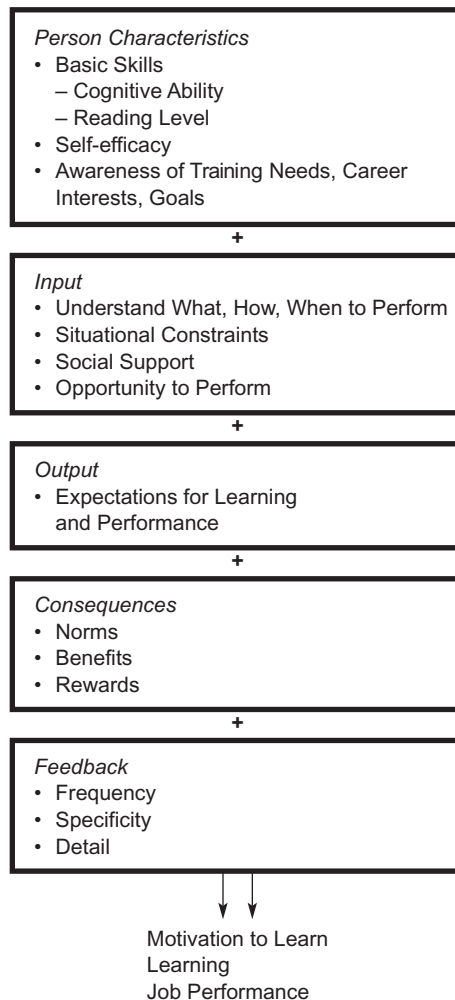 Person Characteristics
• Basic Skills
– Cognitive Ability
– Reading Level
• Self-efficacy
• Awareness of Training Needs, Career
Interests, Goals
+
Input
• Understand What, How, When to Perform
• Situational Constraints
• Social Support
• Opportunity to Perform
+
Output
• Expectations for Learning
and Performance
+
Consequences
• Norms
• Benefits
• Rewards
+
Feedback
• Frequency
• Specificity
• Detail
Motivation to Learn
Learning
Job Performance